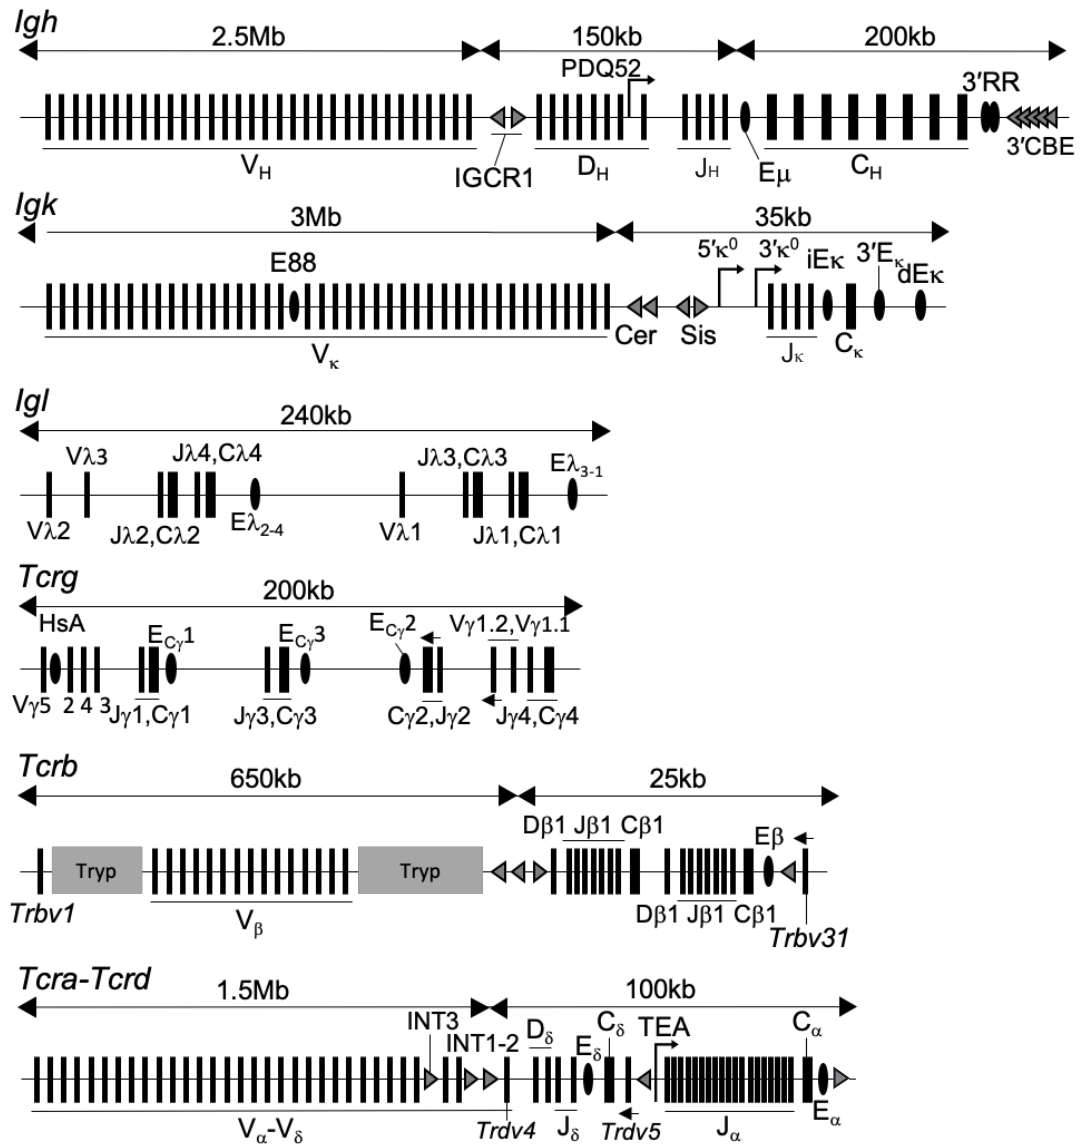 Igh
2.5Mb 150kb 200kb
PDQ52 3′RR
V_H IGCR1 D_H J_H Eμ C_H 3′CBE
Igk
3Mb 35kb
E88 5′κ⁰ 3′κ⁰ iEκ 3′Eκ dEκ
Vκ Cer Sis Jκ Cκ
Igl
240kb
Vλ3 Jλ4,Cλ4 Jλ3,Cλ3 Eλ3-1
Vλ2 Jλ2,Cλ2 Eλ2-4 Vλ1 Jλ1,Cλ1
Tcrg
200kb
HsA ECγ1 ECγ3 ECγ2 Vγ1.2,Vγ1.1
Vγ5 2 4 3 Jγ1,Cγ1 Jγ3,Cγ3 Cγ2,Jγ2 Jγ4,Cγ4
Tcrb
650kb 25kb
Dβ1 Jβ1 Cβ1 Eβ
Tryp Tryp
Trbv1 Vβ Dβ1 Jβ1 Cβ1 Trbv31
Tcra-Tcrd
1.5Mb 100kb
INT3 INT1-2 Dδ Eδ Cδ TEA Cα
Vα-Vδ Trdv4 Jδ Trdv5 Jα Eα